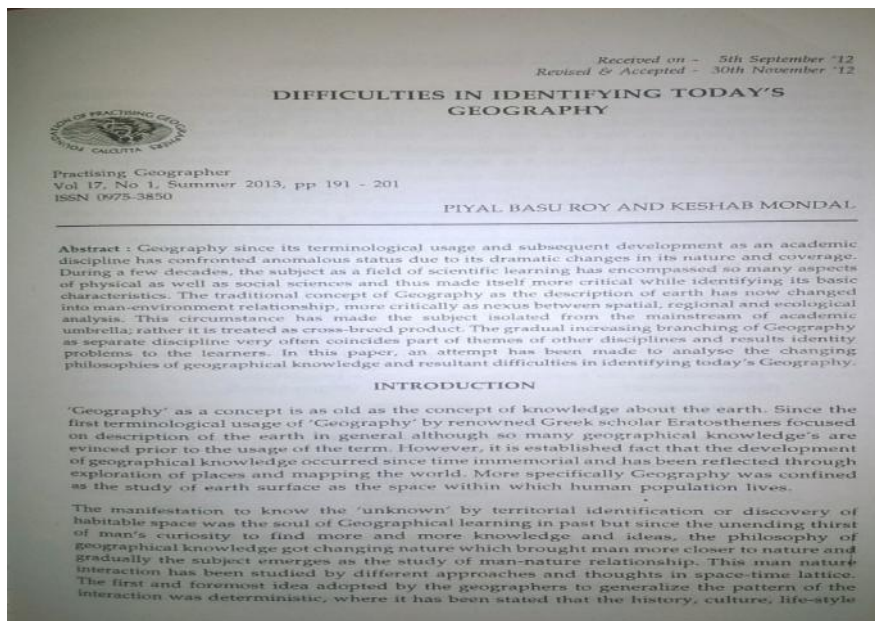 Received on - 5th September '12
Revised & Accepted - 30th November '12
DIFFICULTIES IN IDENTIFYING TODAY'S
GEOGRAPHY
FOUNDATION OF PRACTISING GEOGRAPHERS
CALCUTTA
Practising Geographer
Vol 17, No 1, Summer 2013, pp 191 - 201
ISSN 0975-3850
PIYAL BASU ROY AND KESHAB MONDAL
Abstract : Geography since its terminological usage and subsequent development as an academic
discipline has confronted anomalous status due to its dramatic changes in its nature and coverage.
During a few decades, the subject as a field of scientific learning has encompassed so many aspects
of physical as well as social sciences and thus made itself more critical while identifying its basic
characteristics. The traditional concept of Geography as the description of earth has now changed
into man-environment relationship, more critically as nexus between spatial, regional and ecological
analysis. This circumstance has made the subject isolated from the mainstream of academic
umbrella; rather it is treated as cross-breed product. The gradual increasing branching of Geography
as separate discipline very often coincides part of themes of other disciplines and results identity
problems to the learners. In this paper, an attempt has been made to analyse the changing
philosophies of geographical knowledge and resultant difficulties in identifying today's Geography.
INTRODUCTION
'Geography' as a concept is as old as the concept of knowledge about the earth. Since the
first terminological usage of 'Geography' by renowned Greek scholar Eratosthenes focused
on description of the earth in general although so many geographical knowledge's are
evinced prior to the usage of the term. However, it is established fact that the development
of geographical knowledge occurred since time immemorial and has been reflected through
exploration of places and mapping the world. More specifically Geography was confined
as the study of earth surface as the space within which human population lives.
The manifestation to know the 'unknown' by territorial identification or discovery of
habitable space was the soul of Geographical learning in past but since the unending thirst
of man's curiosity to find more and more knowledge and ideas, the philosophy of
geographical knowledge got changing nature which brought man more closer to nature and
gradually the subject emerges as the study of man-nature relationship. This man nature
interaction has been studied by different approaches and thoughts in space-time lattice.
The first and foremost idea adopted by the geographers to generalize the pattern of the
interaction was deterministic, where it has been stated that the history, culture, life-style